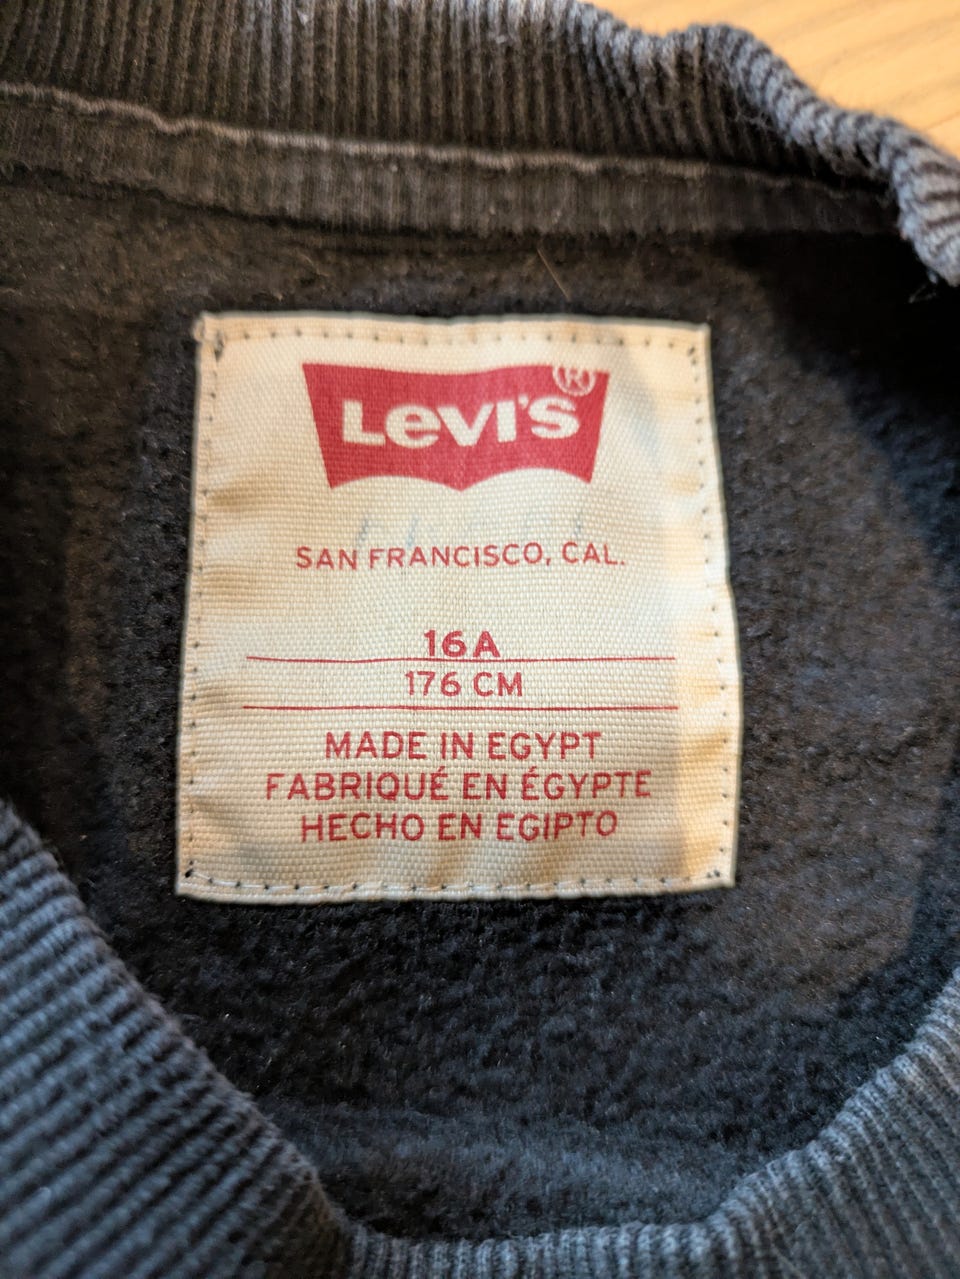 Levi's®
SAN FRANCISCO, CAL.
16A
176 CM
MADE IN EGYPT
FABRIQUÉ EN ÉGYPTE
HECHO EN EGIPTO